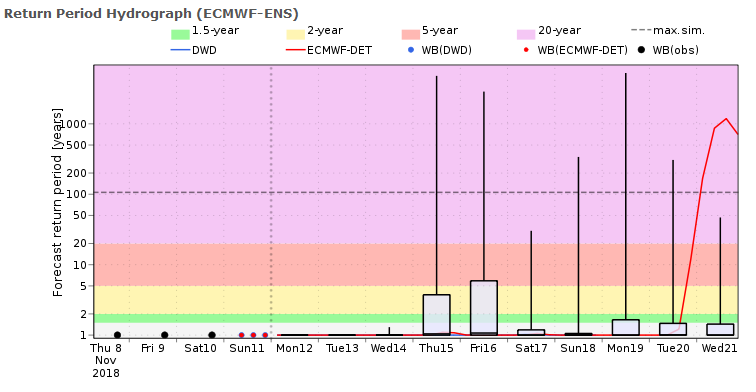 Return Period Hydrograph (ECMWF-ENS)
1.5-year 2-year 5-year 20-year max.sim.
DWD ECMWF-DET WB(DWD) WB(ECMWF-DET) WB(obs)
Forecast return period [years]
1000
500
200
100
50
20
10
5
2
1
Thu 8 Fri 9 Sat10 Sun11 Mon12 Tue13 Wed14 Thu15 Fri16 Sat17 Sun18 Mon19 Tue20 Wed21
Nov
2018